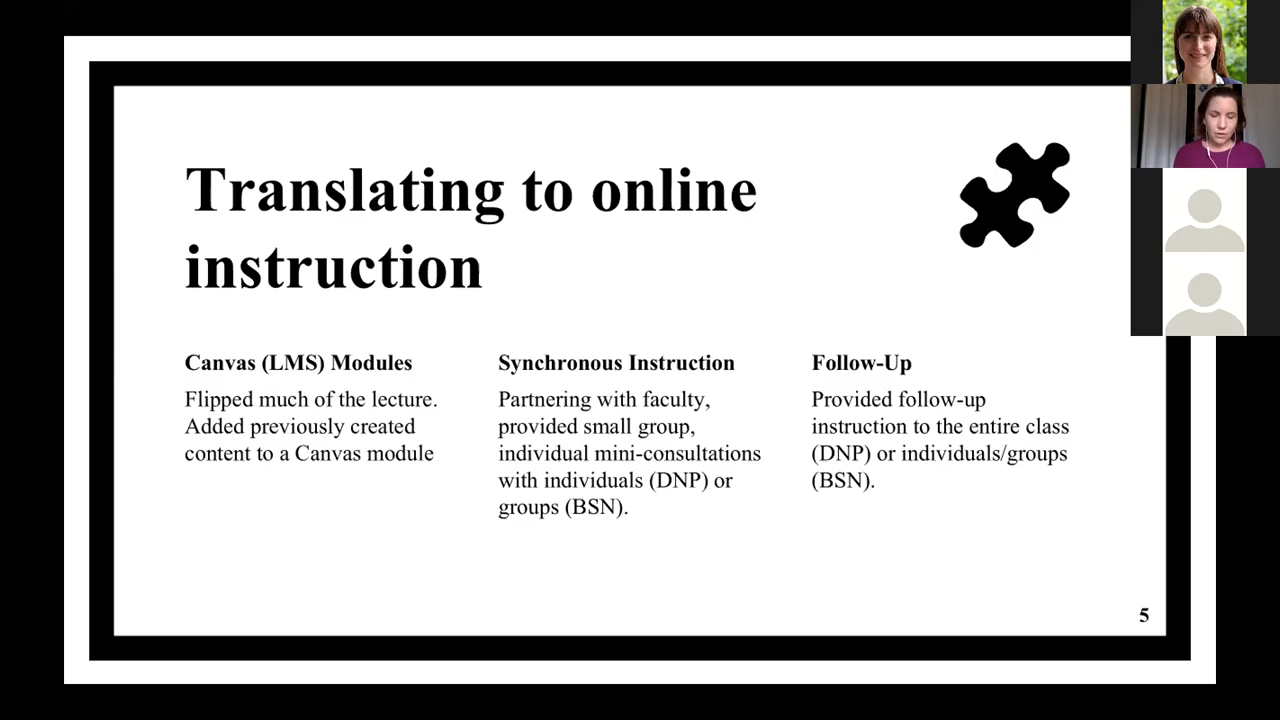 Translating to online
instruction
Canvas (LMS) Modules
Flipped much of the lecture.
Added previously created
content to a Canvas module
Synchronous Instruction
Partnering with faculty,
provided small group,
individual mini-consultations
with individuals (DNP) or
groups (BSN).
Follow-Up
Provided follow-up
instruction to the entire class
(DNP) or individuals/groups
(BSN).
5